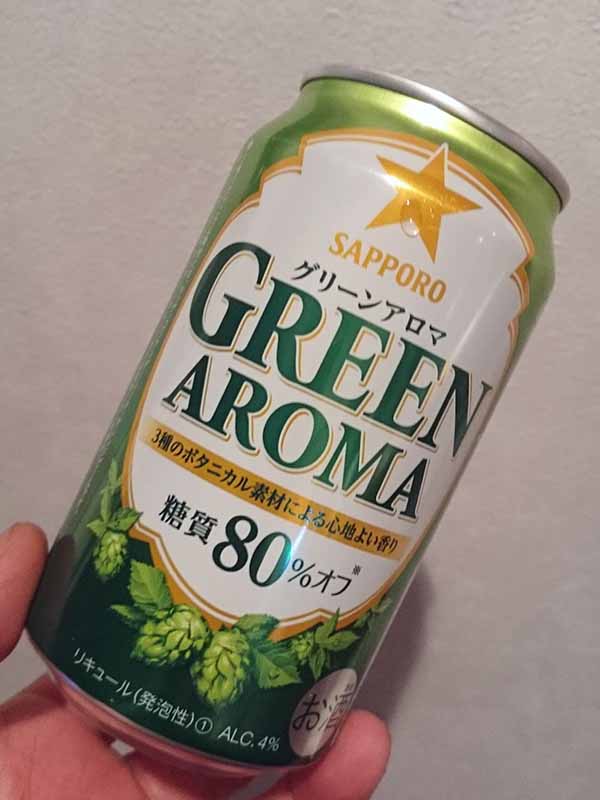 SAPPORO
グリーンアロマ
GREEN
AROMA
3種のボタニカル素材による心地よい香り
糖質80%オフ※
リキュール(発泡性)① ALC.4%
お酒